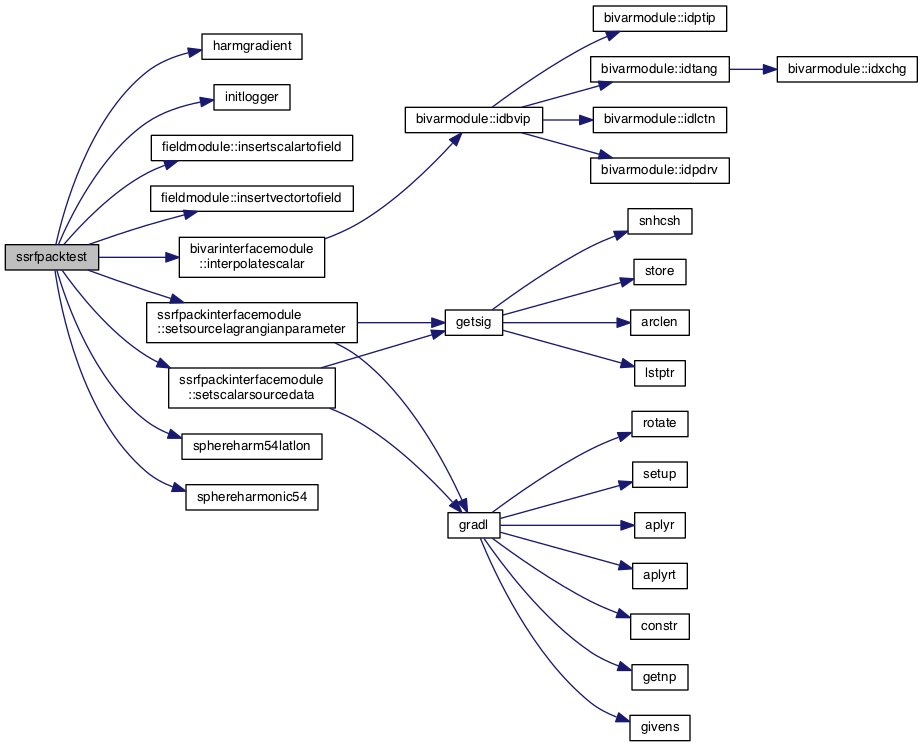 ssrfpacktest
harmgradient
initlogger
fieldmodule::insertscalartofield
fieldmodule::insertvectortofield
bivarinterfacemodule
::interpolatescalar
ssrfpackinterfacemodule
::setsourcelagrangianparameter
ssrfpackinterfacemodule
::setscalarsourcedata
sphereharm54latlon
sphereharmonic54
bivarmodule::idbvip
getsig
gradl
bivarmodule::idptip
bivarmodule::idtang
bivarmodule::idlctn
bivarmodule::idpdrv
snhcsh
store
arclen
lstptr
rotate
setup
aplyr
aplyrt
constr
getnp
givens
bivarmodule::idxchg